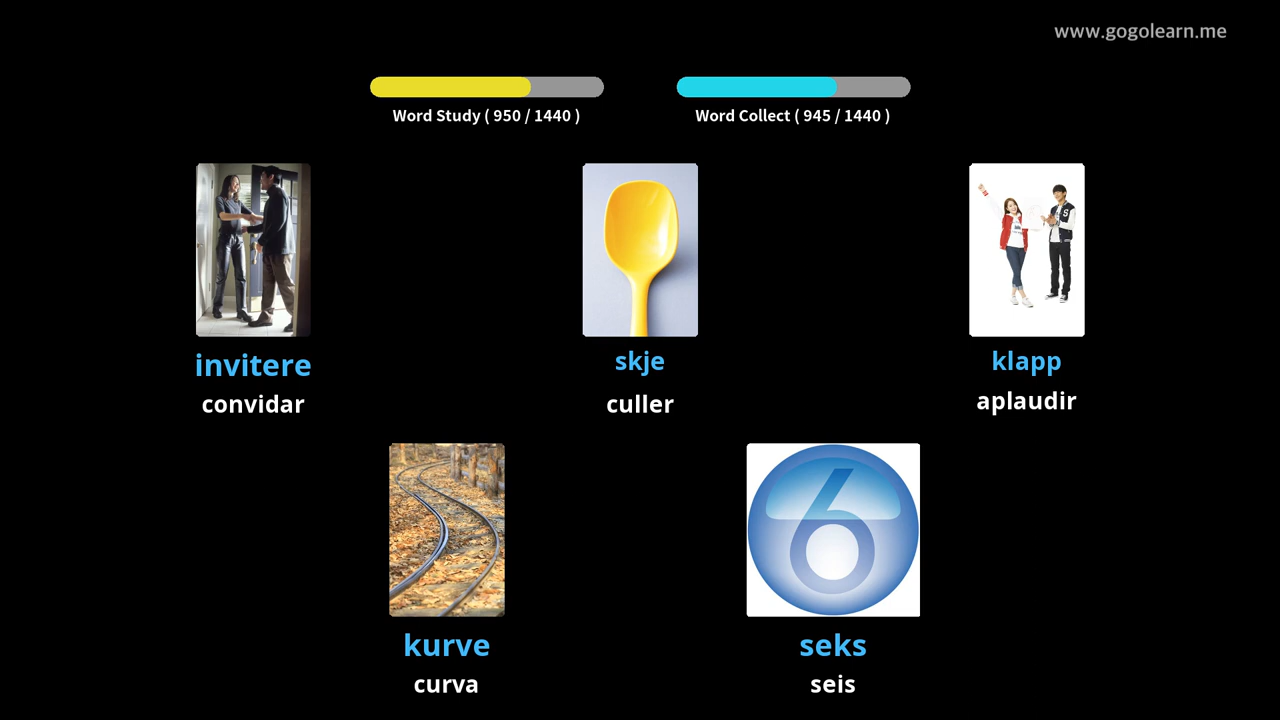 www.gogolearn.me
Word Study ( 950 / 1440 )
Word Collect ( 945 / 1440 )
invitere
convidar
skje
culler
klapp
aplaudir
kurve
curva
6
seks
seis